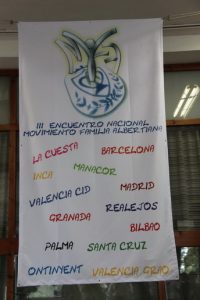 III ENCUENTRO NACIONAL
MOVIMIENTO FAMILIA ALBERTIANA
LA CUESTA
BARCELONA
INCA
MANACOR
VALENCIA CID
MADRID
GRANADA
REALEJOS
BILBAO
PALMA
SANTA CRUZ
ONTINYENT
VALENCIA GRAO